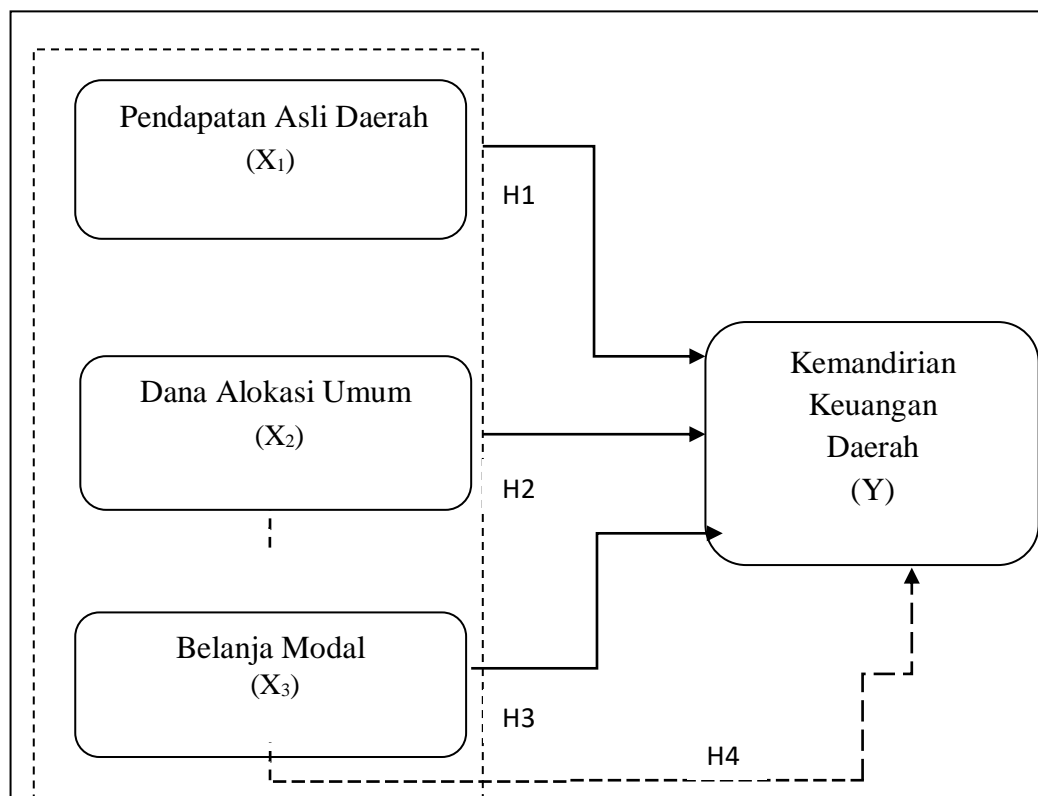 Pendapatan Asli Daerah
(X₁)
H1
Dana Alokasi Umum
(X₂)
H2
Kemandirian
Keuangan
Daerah
(Y)
Belanja Modal
(X₃)
H3
H4